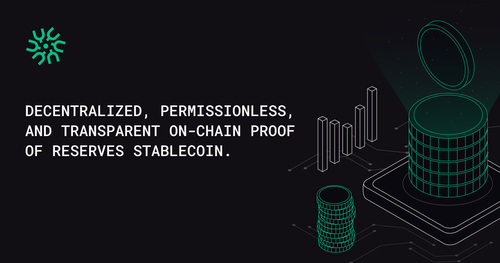 DECENTRALIZED, PERMISSIONLESS,
AND TRANSPARENT ON-CHAIN PROOF
OF RESERVES STABLECOIN.